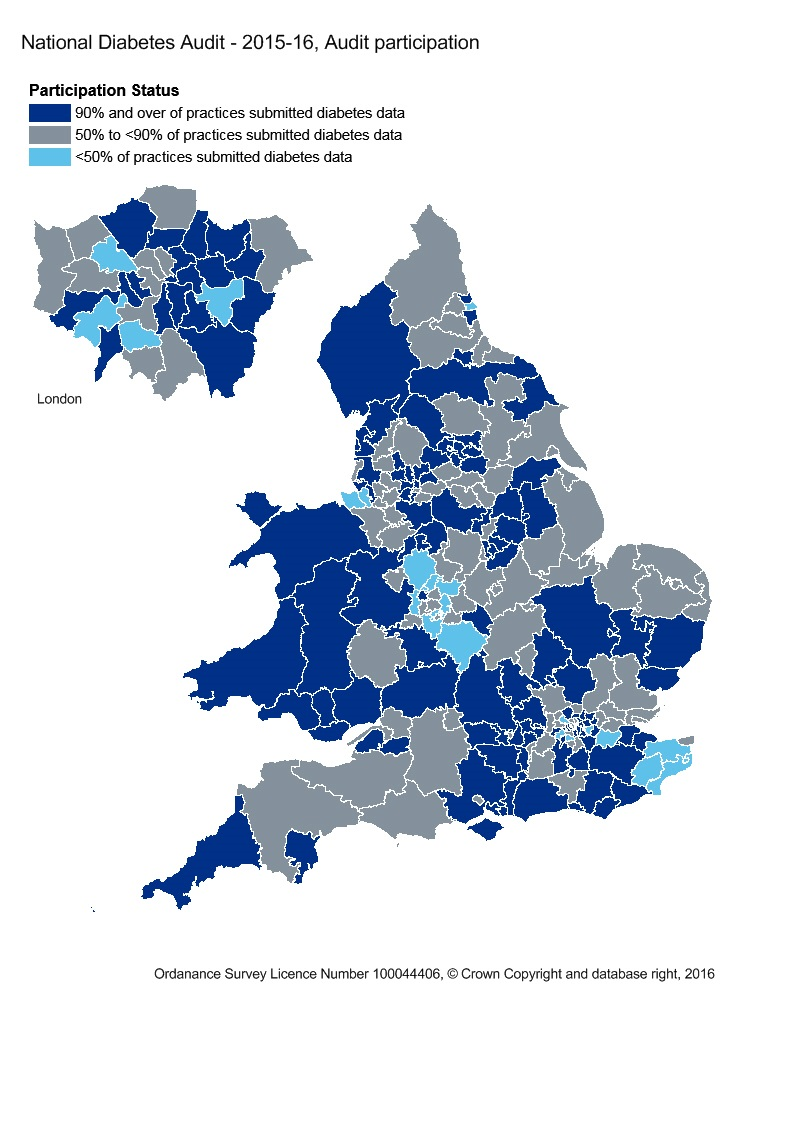 National Diabetes Audit - 2015-16, Audit participation
Participation Status
90% and over of practices submitted diabetes data
50% to <90% of practices submitted diabetes data
<50% of practices submitted diabetes data
London
Ordanance Survey Licence Number 100044406, © Crown Copyright and database right, 2016